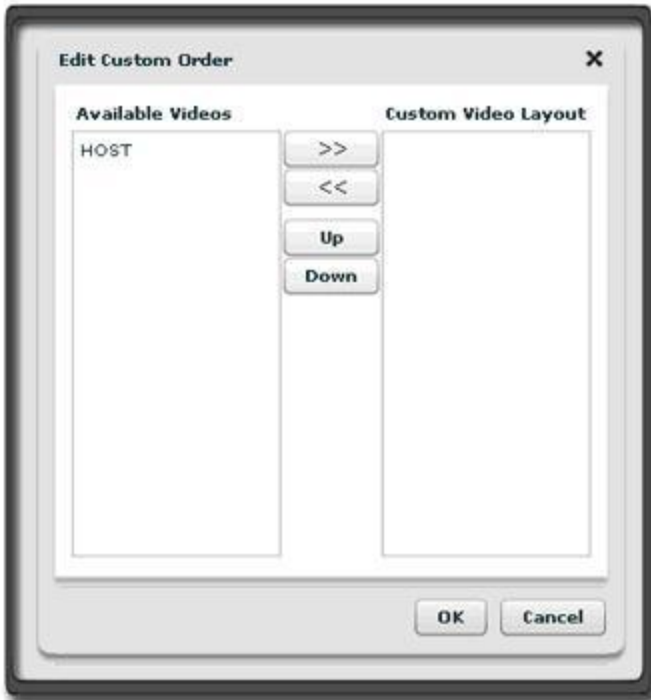 Edit Custom Order
Available Videos
Custom Video Layout
HOST
>>
<<
Up
Down
OK
Cancel